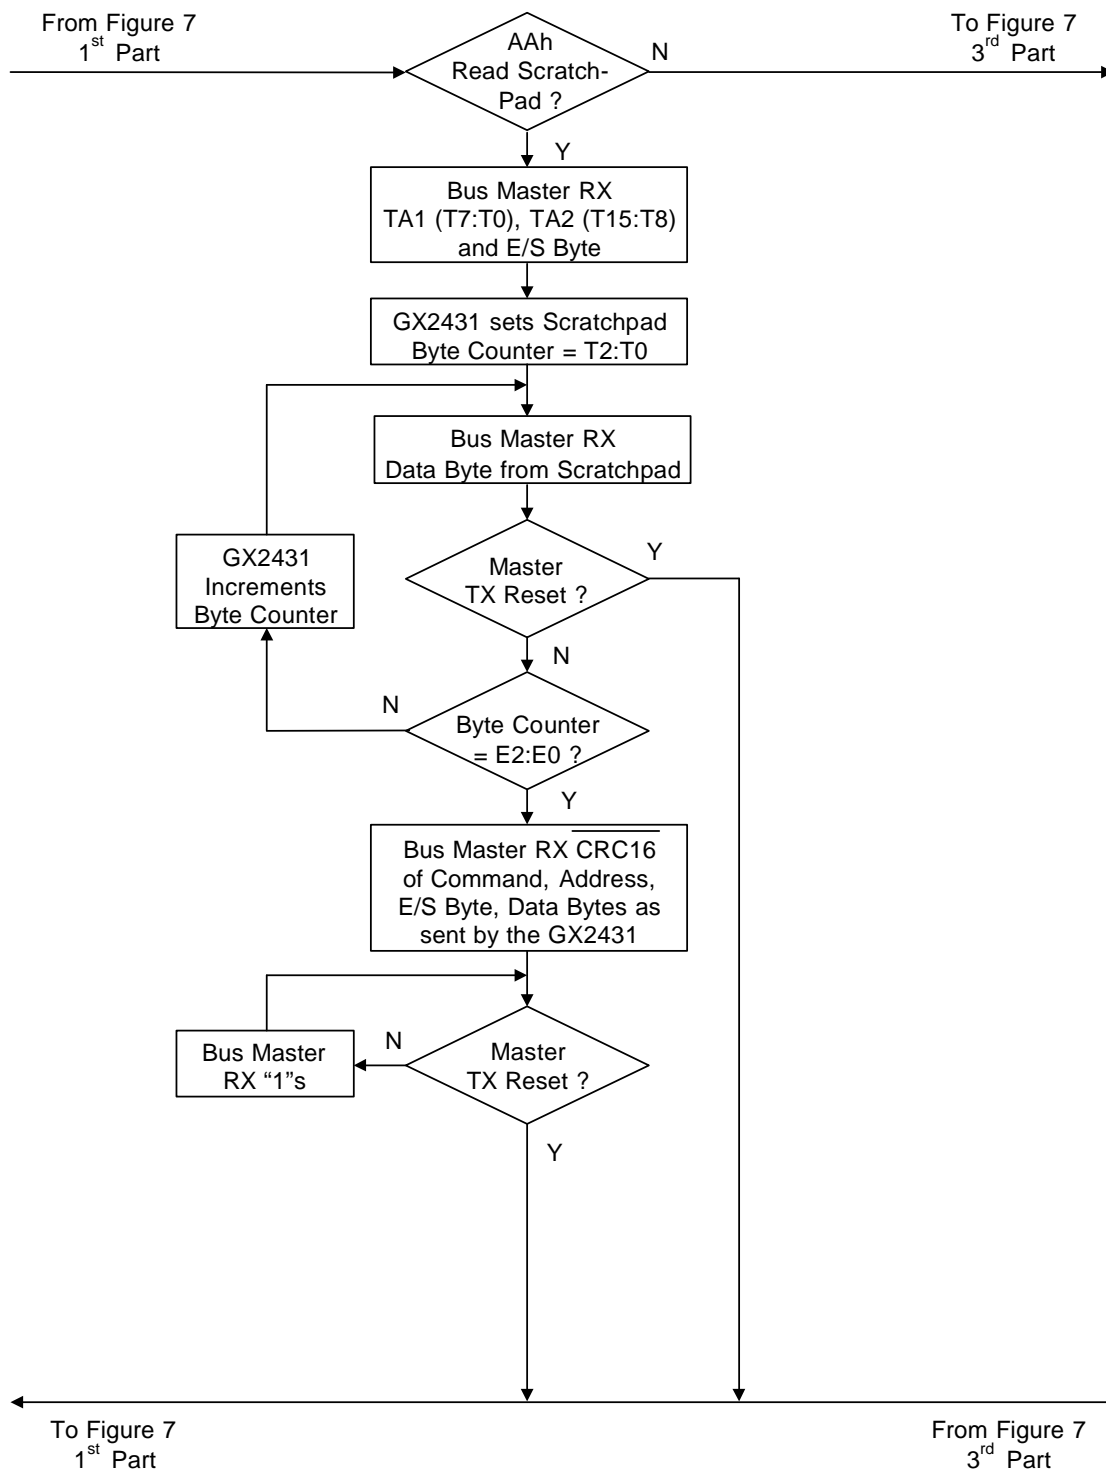 From Figure 7
1st Part
To Figure 7
3rd Part
AAh
Read Scratch-
Pad ?
N
Y
Bus Master RX
TA1 (T7:T0), TA2 (T15:T8)
and E/S Byte
GX2431 sets Scratchpad
Byte Counter = T2:T0
Bus Master RX
Data Byte from Scratchpad
GX2431
Increments
Byte Counter
Master
TX Reset ?
Y
N
N
Byte Counter
= E2:E0 ?
Y
Bus Master RX CRC16
of Command, Address,
E/S Byte, Data Bytes as
sent by the GX2431
Bus Master
RX “1”s
N
Master
TX Reset ?
Y
To Figure 7
1st Part
From Figure 7
3rd Part